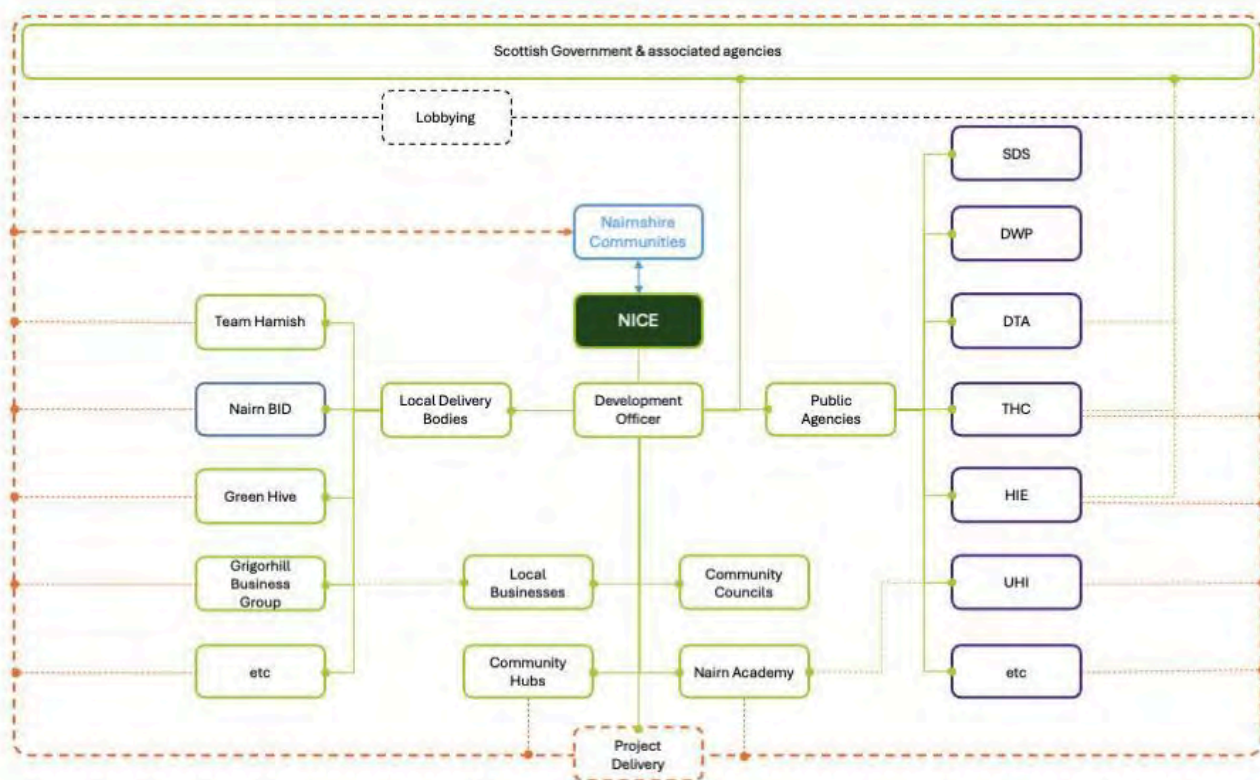 Scottish Government & associated agencies
Lobbying
SDS
Nairnshire
Communities
DWP
Team Hamish
NICE
DTA
Nairn BID
Local Delivery
Bodies
Development
Officer
Public
Agencies
THC
Green Hive
HIE
Grigorhill
Business
Group
Local
Businesses
Community
Councils
UHI
etc
Community
Hubs
Nairn Academy
etc
Project
Delivery